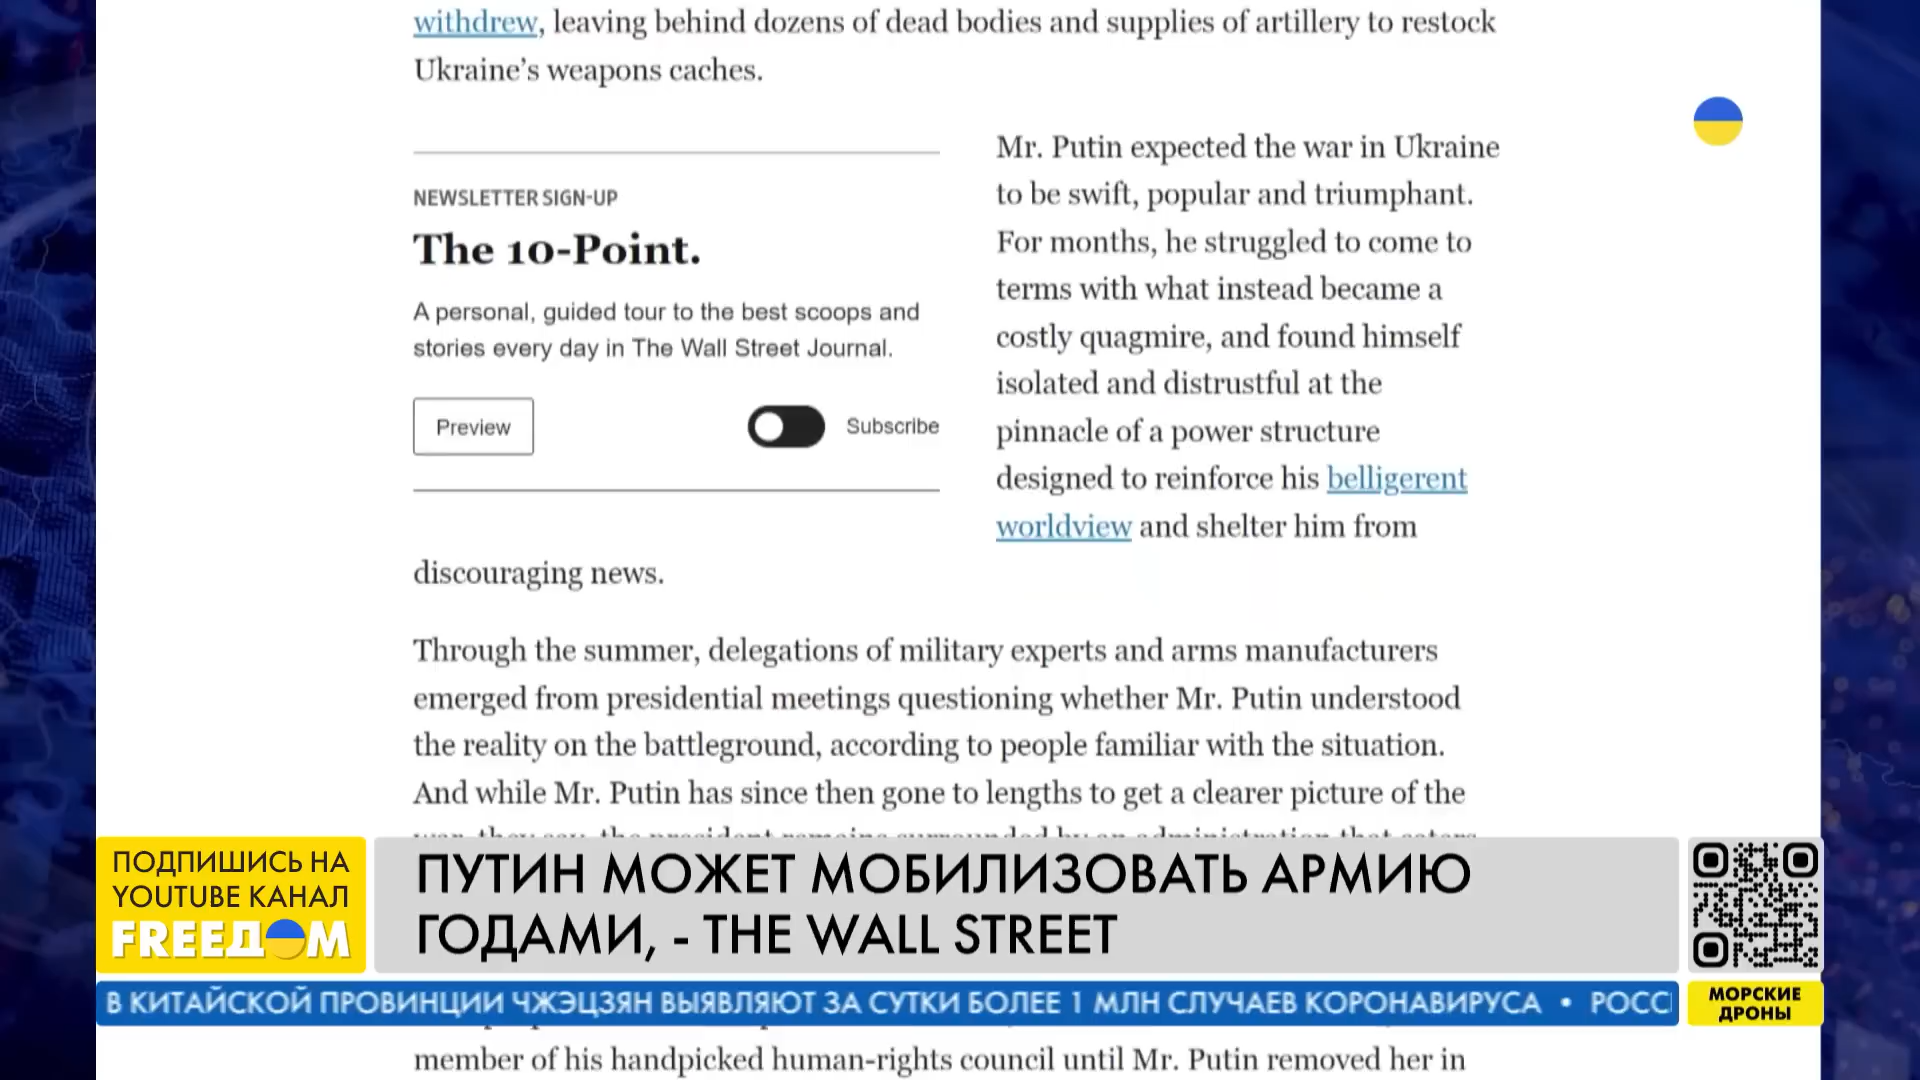 withdrew, leaving behind dozens of dead bodies and supplies of artillery to restock
Ukraine's weapons caches.
NEWSLETTER SIGN-UP
The 10-Point.
A personal, guided tour to the best scoops and
stories every day in The Wall Street Journal.
Preview
Subscribe
Mr. Putin expected the war in Ukraine
to be swift, popular and triumphant.
For months, he struggled to come to
terms with what instead became a
costly quagmire, and found himself
isolated and distrustful at the
pinnacle of a power structure
designed to reinforce his belligerent
worldview and shelter him from
discouraging news.
Through the summer, delegations of military experts and arms manufacturers
emerged from presidential meetings questioning whether Mr. Putin understood
the reality on the battleground, according to people familiar with the situation.
And while Mr. Putin has since then gone to lengths to get a clearer picture of the
ПОДПИШИСЬ НА
YOUTUBE КАНАЛ
FREEДОМ
ПУТИН МОЖЕТ МОБИЛИЗОВАТЬ АРМИЮ
ГОДАМИ, - THE WALL STREET
В КИТАЙСКОЙ ПРОВИНЦИИ ЧЖЭЦЗЯН ВЫЯВЛЯЮТ ЗА СУТКИ БОЛЕЕ 1 МЛН СЛУЧАЕВ КОРОНАВИРУСА • РОСС
МОРСКИЕ
ДРОНЫ
member of his handpicked human-rights council until Mr. Putin removed her in